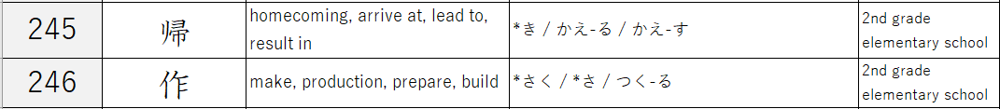 245 帰 homecoming, arrive at, lead to, result in *き / かえ-る / かえ-す 2nd grade elementary school
246 作 make, production, prepare, build *さく / *さ / つく-る 2nd grade elementary school